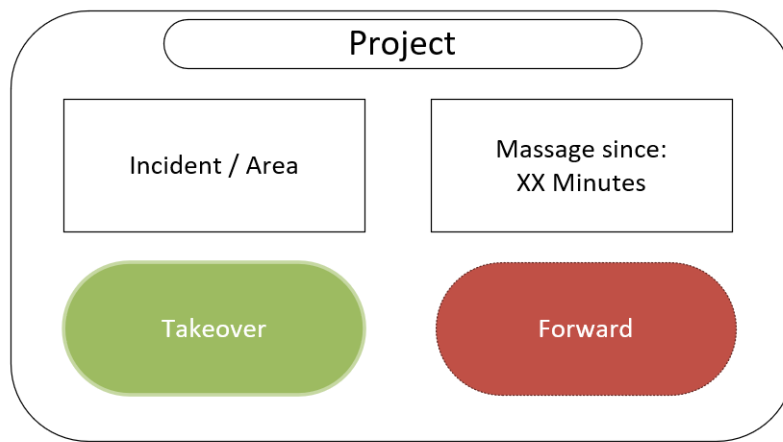 Project
Incident / Area
Massage since:
XX Minutes
Takeover
Forward